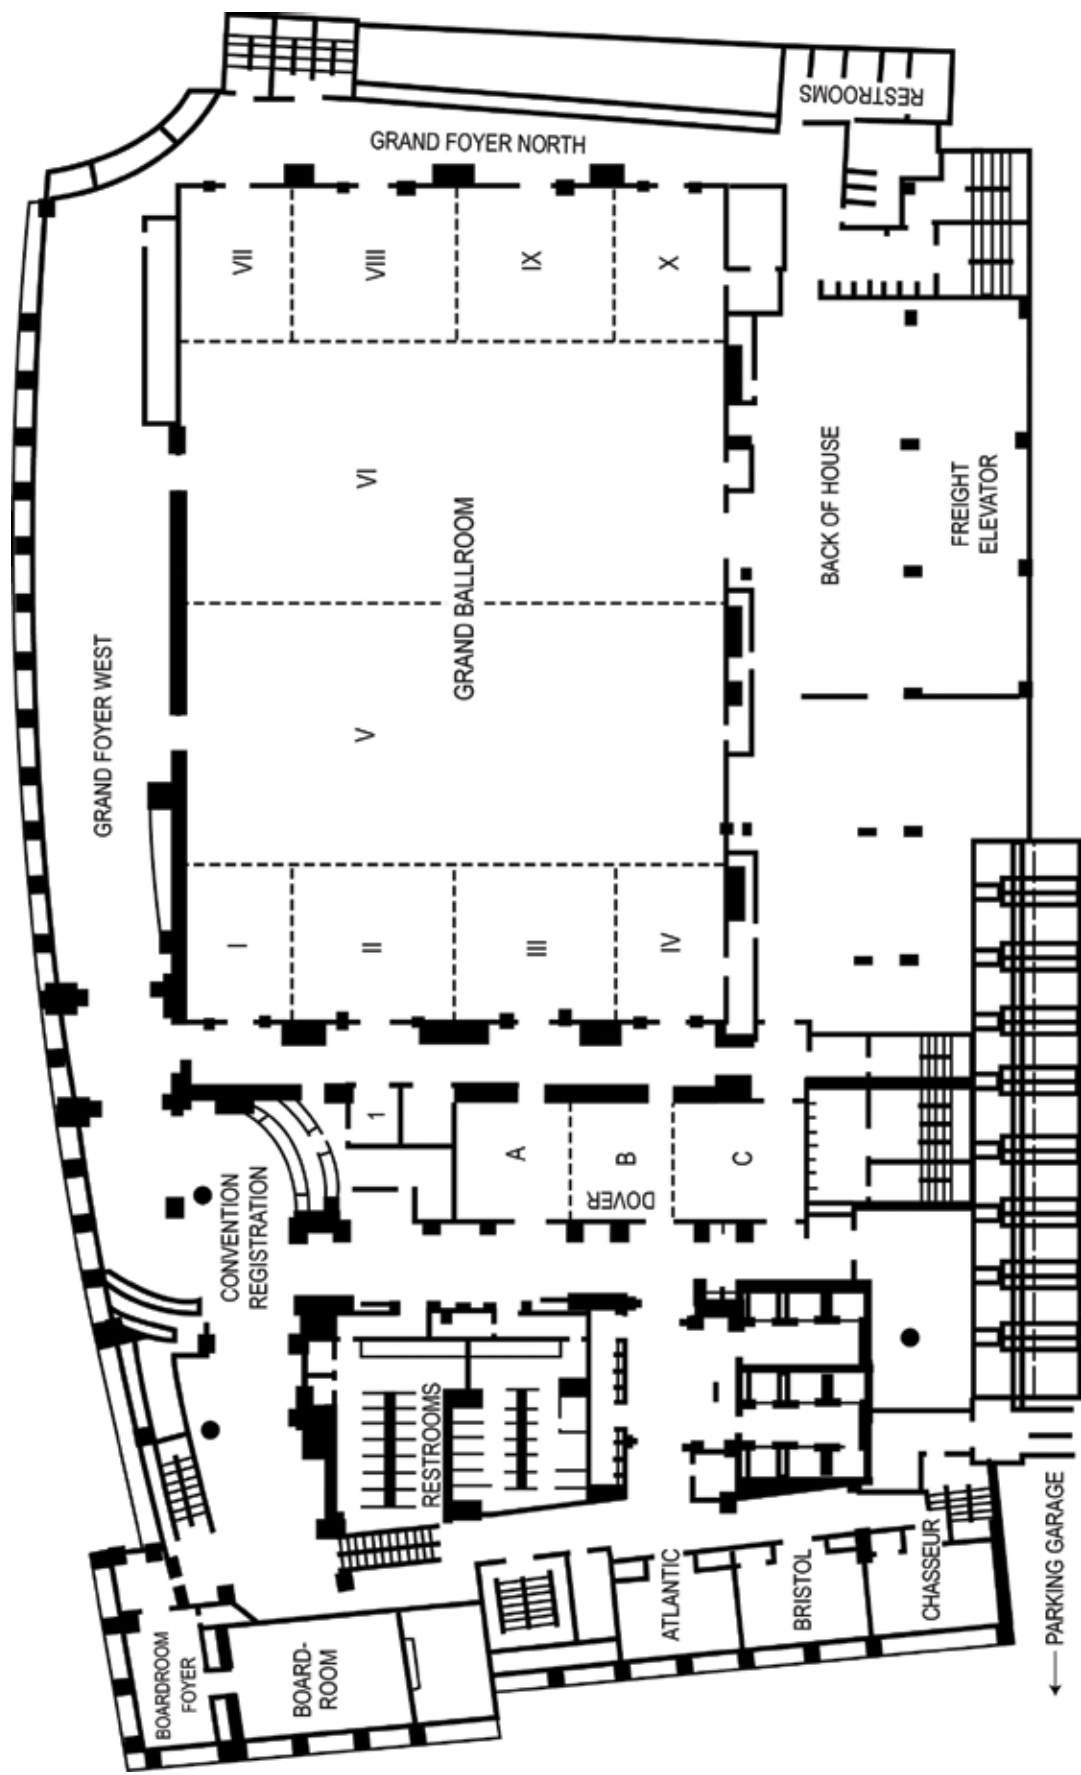 RESTROOMS
GRAND FOYER NORTH
VII
VIII
IX
X
VI
GRAND BALLROOM
V
GRAND FOYER WEST
BACK OF HOUSE
FREIGHT
ELEVATOR
I
II
III
IV
1
A
B
C
DOVER
CONVENTION
REGISTRATION
RESTROOMS
ATLANTIC
BRISTOL
CHASSEUR
BOARDROOM
FOYER
BOARD-
ROOM
PARKING GARAGE